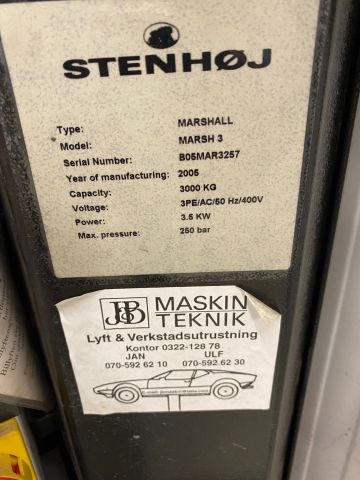 STENHØJ
Type: MARSHALL
Model: MARSH 3
Serial Number: B05MAR3257
Year of manufacturing: 2005
Capacity: 3000 KG
Voltage: 3PE/AC/50 Hz/400V
Power: 3.5 KW
Max. pressure: 250 bar
JBB MASKIN
TEKNIK
Lyft & Verkstadsutrustning
Kontor 0322-128 78
JAN ULF
070-592 62 10 070-592 62 30
E-mail: